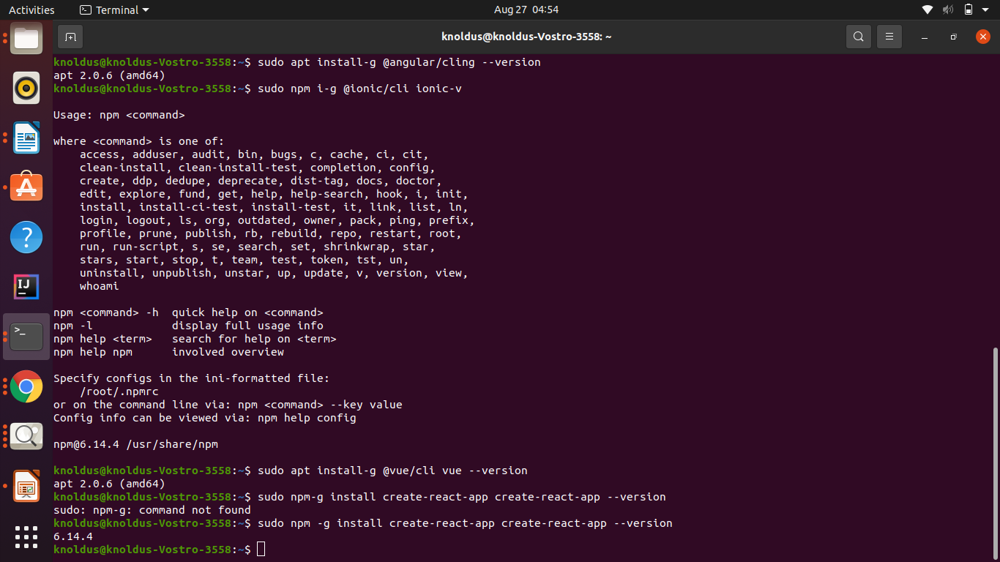 Activities
Terminal
Aug 27 04:54
knoldus@knoldus-Vostro-3558: ~
knoldus@knoldus-Vostro-3558:~$ sudo apt install-g @angular/cling --version
apt 2.0.6 (amd64)
knoldus@knoldus-Vostro-3558:~$ sudo npm i-g @ionic/cli ionic-v
Usage: npm <command>
where <command> is one of:
access, adduser, audit, bin, bugs, c, cache, ci, cit,
clean-install, clean-install-test, completion, config,
create, ddp, dedupe, deprecate, dist-tag, docs, doctor,
edit, explore, fund, get, help, help-search, hook, i, init,
install, install-ci-test, install-test, it, link, list, ln,
login, logout, ls, org, outdated, owner, pack, ping, prefix,
profile, prune, publish, rb, rebuild, repo, restart, root,
run, run-script, s, se, search, set, shrinkwrap, star,
stars, start, stop, t, team, test, token, tst, un,
uninstall, unpublish, unstar, up, update, v, version, view,
whoami
npm <command> -h  quick help on <command>
npm -l            display full usage info
npm help <term>   search for help on <term>
npm help npm      involved overview
Specify configs in the ini-formatted file:
/root/.npmrc
or on the command line via: npm <command> --key value
Config info can be viewed via: npm help config
npm@6.14.4 /usr/share/npm
knoldus@knoldus-Vostro-3558:~$ sudo apt install-g @vue/cli vue --version
apt 2.0.6 (amd64)
knoldus@knoldus-Vostro-3558:~$ sudo npm-g install create-react-app create-react-app --version
sudo: npm-g: command not found
knoldus@knoldus-Vostro-3558:~$ sudo npm -g install create-react-app create-react-app --version
6.14.4
knoldus@knoldus-Vostro-3558:~$
IJ